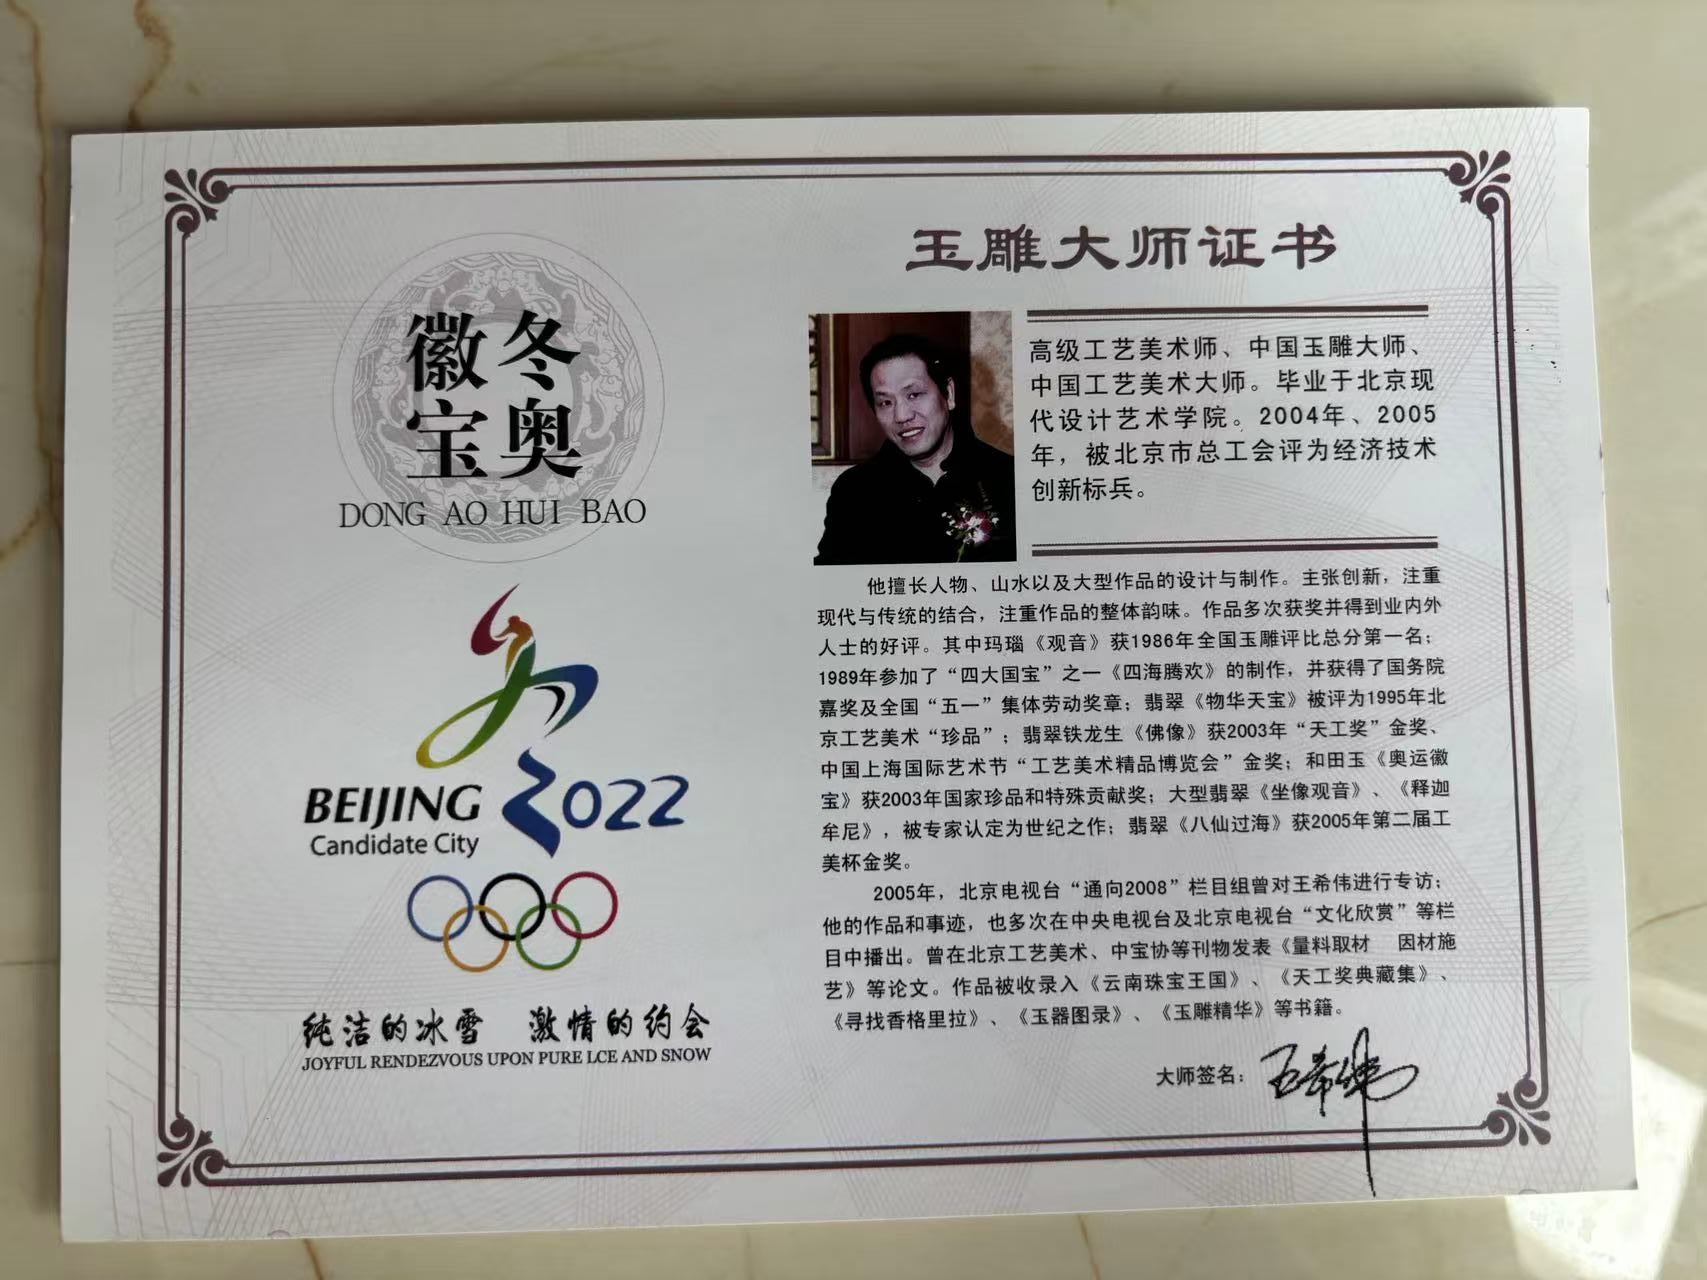 冬奥
徽宝
DONG AO HUI BAO
BEIJING 2022
Candidate City
纯洁的冰雪 激情的约会
JOYFUL RENDEZVOUS UPON PURE LCE AND SNOW
玉雕大师证书
高级工艺美术师、中国玉雕大师、
中国工艺美术大师。毕业于北京现
代设计艺术学院。2004年、2005
年，被北京市总工会评为经济技术
创新标兵。
他擅长人物、山水以及大型作品的设计与制作。主张创新，注重
现代与传统的结合，注重作品的整体韵味。作品多次获奖并得到业内外
人士的好评。其中玛瑙《观音》获1986年全国玉雕评比总分第一名；
1989年参加了“四大国宝”之一《四海腾欢》的制作，并获得了国务院
嘉奖及全国“五一”集体劳动奖章；翡翠《物华天宝》被评为1995年北
京工艺美术“珍品”；翡翠铁龙生《佛像》获2003年“天工奖”金奖、
中国上海国际艺术节“工艺美术精品博览会”金奖；和田玉《奥运徽
宝》获2003年国家珍品和特殊贡献奖；大型翡翠《坐像观音》、《释迦
牟尼》，被专家认定为世纪之作；翡翠《八仙过海》获2005年第二届工
美杯金奖。
2005年，北京电视台“通向2008”栏目组曾对王希伟进行专访；
他的作品和事迹，也多次在中央电视台及北京电视台“文化欣赏”等栏
目中播出。曾在北京工艺美术、中宝协等刊物发表《量料取材 因材施
艺》等论文。作品被收录入《云南珠宝王国》、《天工奖典藏集》、
《寻找香格里拉》、《玉器图录》、《玉雕精华》等书籍。
大师签名：王希伟